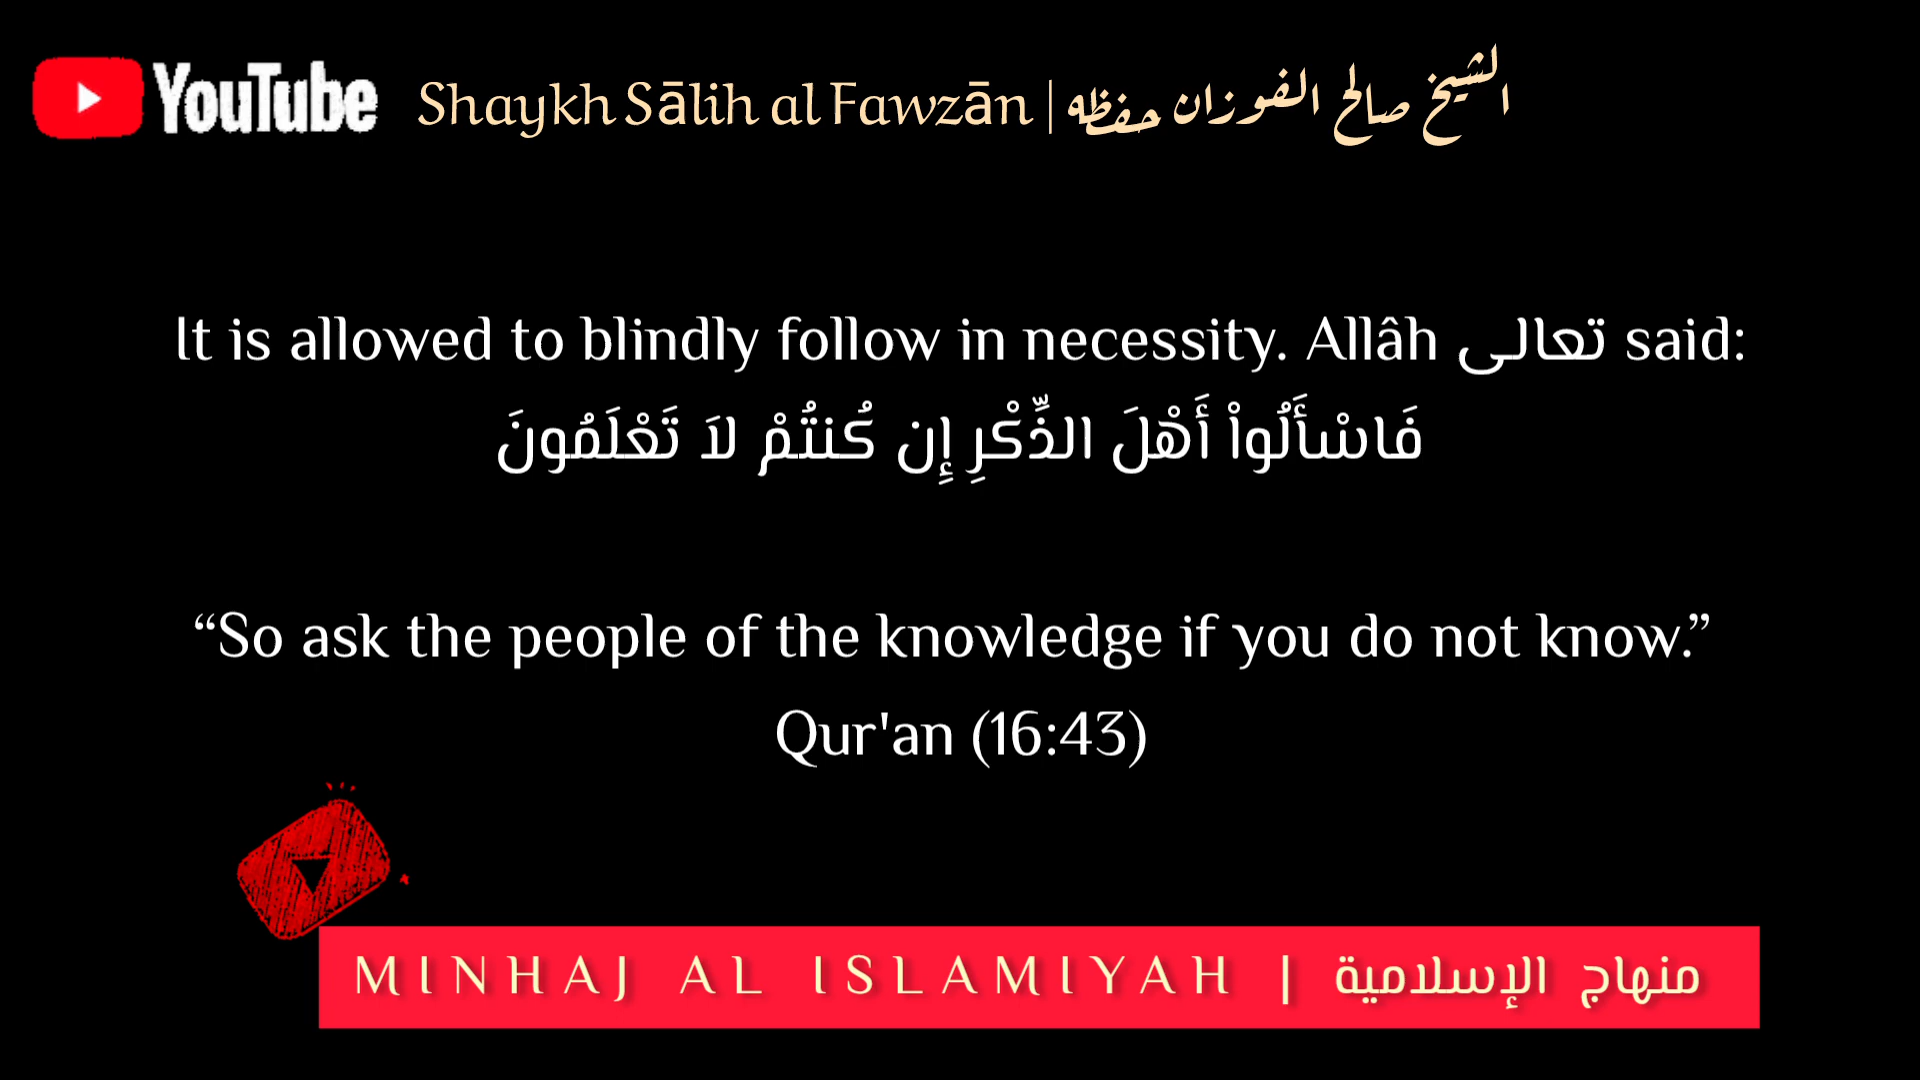 YouTube
Shaykh Sālih al Fawzān | الشيخ صالح الفوزان حفظه
It is allowed to blindly follow in necessity. Allâh تعالى said:
فَاسْأَلُواْ أَهْلَ الذِّكْرِ إِن كُنتُمْ لاَ تَعْلَمُونَ
“So ask the people of the knowledge if you do not know.”
Qur'an (16:43)
MINHAJ AL ISLAMIYAH | منهاج الإسلامية